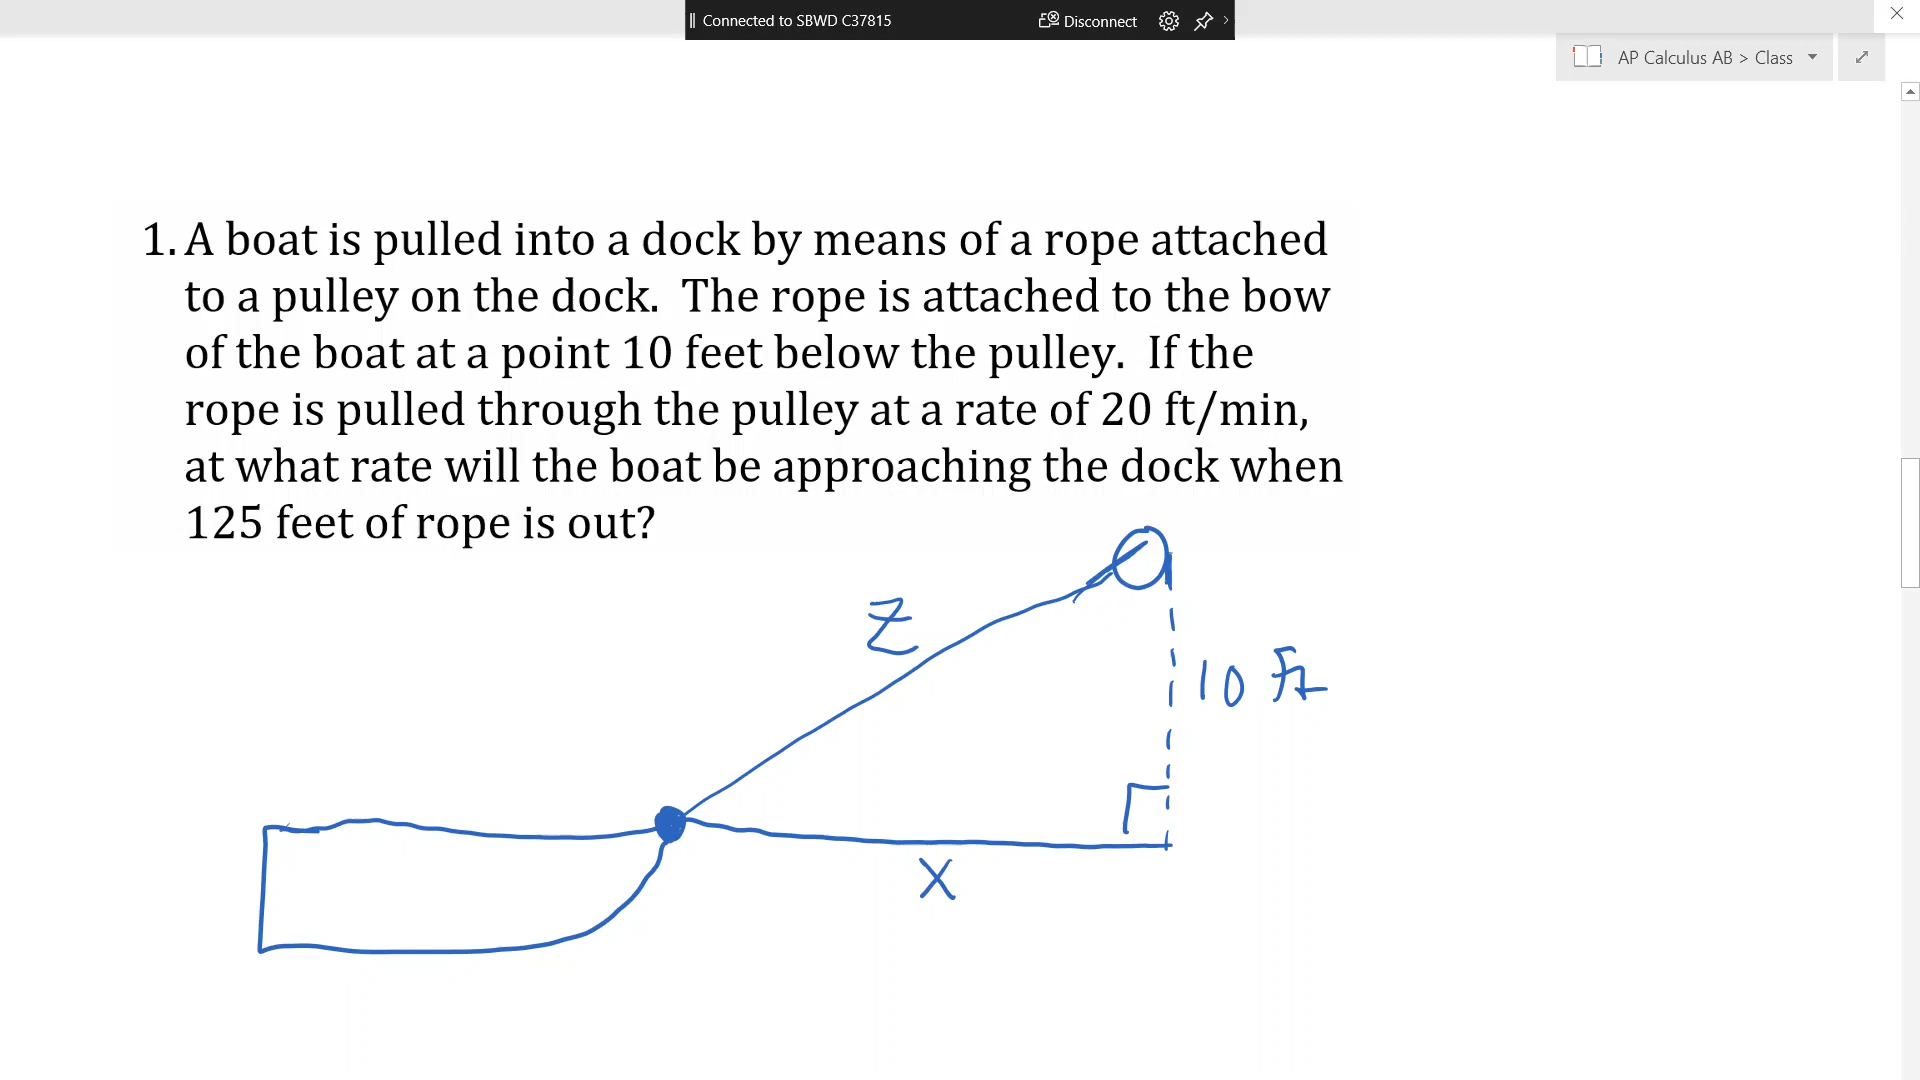 Connected to SBWD C37815 Disconnect
AP Calculus AB > Class
1. A boat is pulled into a dock by means of a rope attached
to a pulley on the dock. The rope is attached to the bow
of the boat at a point 10 feet below the pulley. If the
rope is pulled through the pulley at a rate of 20 ft/min,
at what rate will the boat be approaching the dock when
125 feet of rope is out?
Z
10 Ft
X